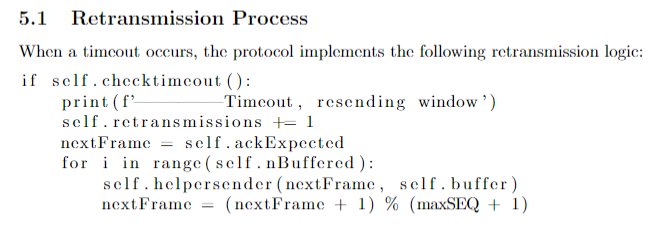 5.1 Retransmission Process
When a timeout occurs, the protocol implements the following retransmission logic:
if self.checktimeout():
    print(f'————Timeout, resending window')
    self.retransmissions += 1
    nextFrame = self.ackExpected
    for i in range(self.nBuffered):
        self.helpersender(nextFrame, self.buffer)
        nextFrame = (nextFrame + 1) % (maxSEQ + 1)